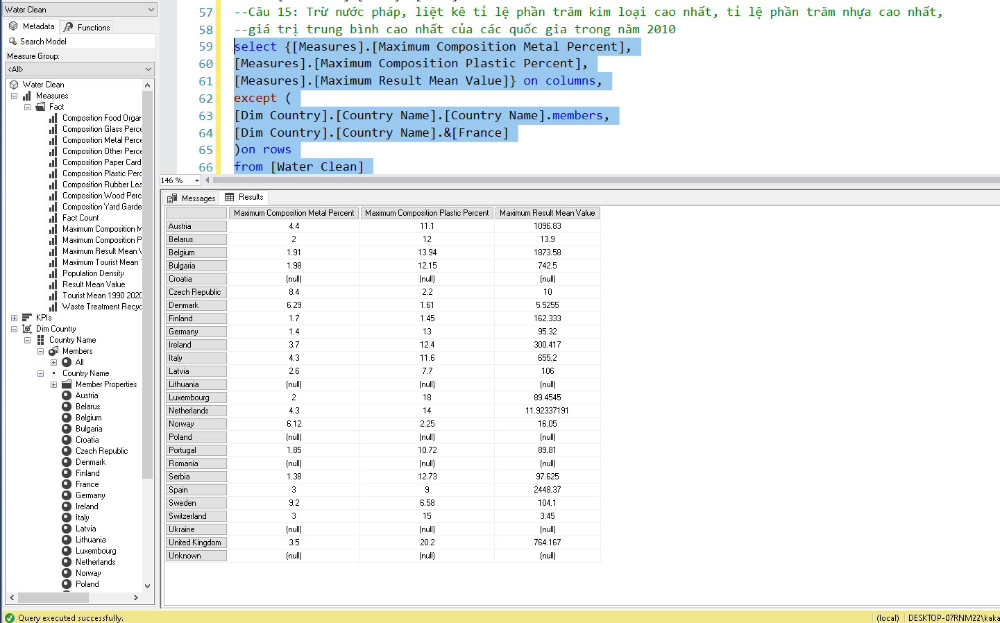 Water Clean
Metadata
Functions
Search Model
Measure Group:
<All>
Water Clean
Measures
Fact
Composition Food Organ
Composition Glass Perce
Composition Metal Perce
Composition Other Perce
Composition Paper Card
Composition Plastic Perc
Composition Rubber Lea
Composition Wood Perc
Composition Yard Garde
Fact Count
Maximum Composition M
Maximum Composition P
Maximum Result Mean V
Maximum Tourist Mean
Population Density
Result Mean Value
Tourist Mean 1990 2020
Waste Treatment Recyc
KPIs
Dim Country
Country Name
Members
All
Country Name
Member Properties
Austria
Belarus
Belgium
Bulgaria
Croatia
Czech Republic
Denmark
Finland
France
Germany
Ireland
Italy
Latvia
Lithuania
Luxembourg
Netherlands
Norway
Poland
57 --Câu 15: Trừ nước pháp, liệt kê tỉ lệ phần trăm kim loại cao nhất, tỉ lệ phần trăm nhựa cao nhất,
58 --giá trị trung bình cao nhất của các quốc gia trong năm 2010
59 select {[Measures].[Maximum Composition Metal Percent],
60 [Measures].[Maximum Composition Plastic Percent],
61 [Measures].[Maximum Result Mean Value]} on columns,
62 except (
63 [Dim Country].[Country Name].[Country Name].members,
64 [Dim Country].[Country Name].&[France]
65 )on rows
66 from [Water Clean]
146 %
Messages Results
Maximum Composition Metal Percent Maximum Composition Plastic Percent Maximum Result Mean Value
Austria 4.4 11.1 1096.83
Belarus 2 12 13.9
Belgium 1.91 13.94 1873.58
Bulgaria 1.98 12.15 742.5
Croatia (null) (null) (null)
Czech Republic 8.4 2.2 10
Denmark 6.29 1.61 5.5255
Finland 1.7 1.45 162.333
Germany 1.4 13 95.32
Ireland 3.7 12.4 300.417
Italy 4.3 11.6 655.2
Latvia 2.6 7.7 106
Lithuania (null) (null) (null)
Luxembourg 2 18 89.4545
Netherlands 4.3 14 11.92337191
Norway 6.12 2.25 16.05
Poland (null) (null) (null)
Portugal 1.85 10.72 89.81
Romania (null) (null) (null)
Serbia 1.38 12.73 97.625
Spain 3 9 2448.37
Sweden 9.2 6.58 104.1
Switzerland 3 15 3.45
Ukraine (null) (null) (null)
United Kingdom 3.5 20.2 764.167
Unknown (null) (null) (null)
Query executed successfully.
(local) DESKTOP-07RNM22\kaka